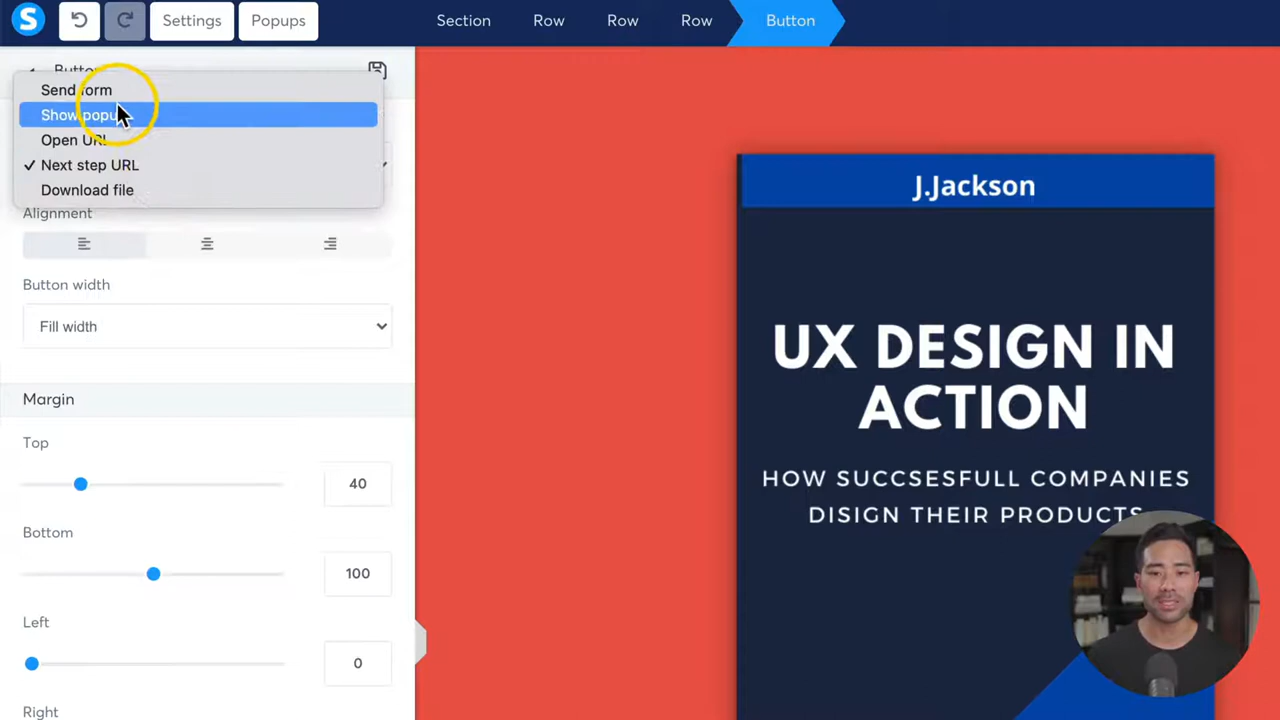 S
Settings
Popups
Section
Row
Row
Row
Button
Send form
Show popup
Open URL
✓ Next step URL
Download file
Alignment
Button width
Fill width
Margin
Top
40
Bottom
100
Left
0
Right
J.Jackson
UX DESIGN IN
ACTION
HOW SUCCSESFULL COMPANIES
DISIGN THEIR PRODUCTS